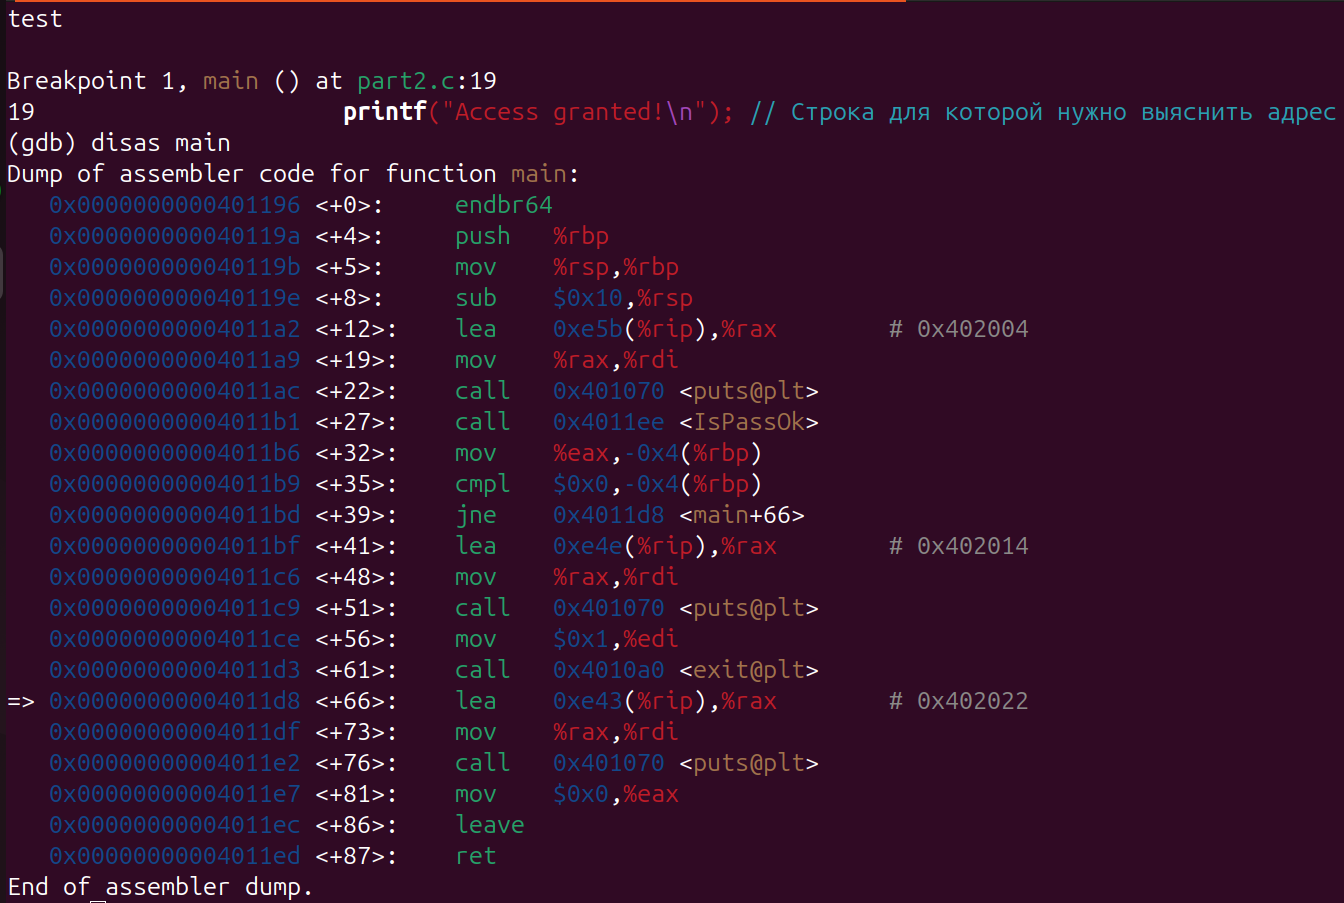 test
Breakpoint 1, main () at part2.c:19
19                      printf("Access granted!\n"); // Строка для которой нужно выяснить адрес
(gdb) disas main
Dump of assembler code for function main:
   0x0000000000401196 <+0>:     endbr64
   0x000000000040119a <+4>:     push   %rbp
   0x000000000040119b <+5>:     mov    %rsp,%rbp
   0x000000000040119e <+8>:     sub    $0x10,%rsp
   0x00000000004011a2 <+12>:    lea    0xe5b(%rip),%rax        # 0x402004
   0x00000000004011a9 <+19>:    mov    %rax,%rdi
   0x00000000004011ac <+22>:    call   0x401070 <puts@plt>
   0x00000000004011b1 <+27>:    call   0x4011ee <IsPassOk>
   0x00000000004011b6 <+32>:    mov    %eax,-0x4(%rbp)
   0x00000000004011b9 <+35>:    cmpl   $0x0,-0x4(%rbp)
   0x00000000004011bd <+39>:    jne    0x4011d8 <main+66>
   0x00000000004011bf <+41>:    lea    0xe4e(%rip),%rax        # 0x402014
   0x00000000004011c6 <+48>:    mov    %rax,%rdi
   0x00000000004011c9 <+51>:    call   0x401070 <puts@plt>
   0x00000000004011ce <+56>:    mov    $0x1,%edi
   0x00000000004011d3 <+61>:    call   0x4010a0 <exit@plt>
=> 0x00000000004011d8 <+66>:    lea    0xe43(%rip),%rax        # 0x402022
   0x00000000004011df <+73>:    mov    %rax,%rdi
   0x00000000004011e2 <+76>:    call   0x401070 <puts@plt>
   0x00000000004011e7 <+81>:    mov    $0x0,%eax
   0x00000000004011ec <+86>:    leave
   0x00000000004011ed <+87>:    ret
End of assembler dump.